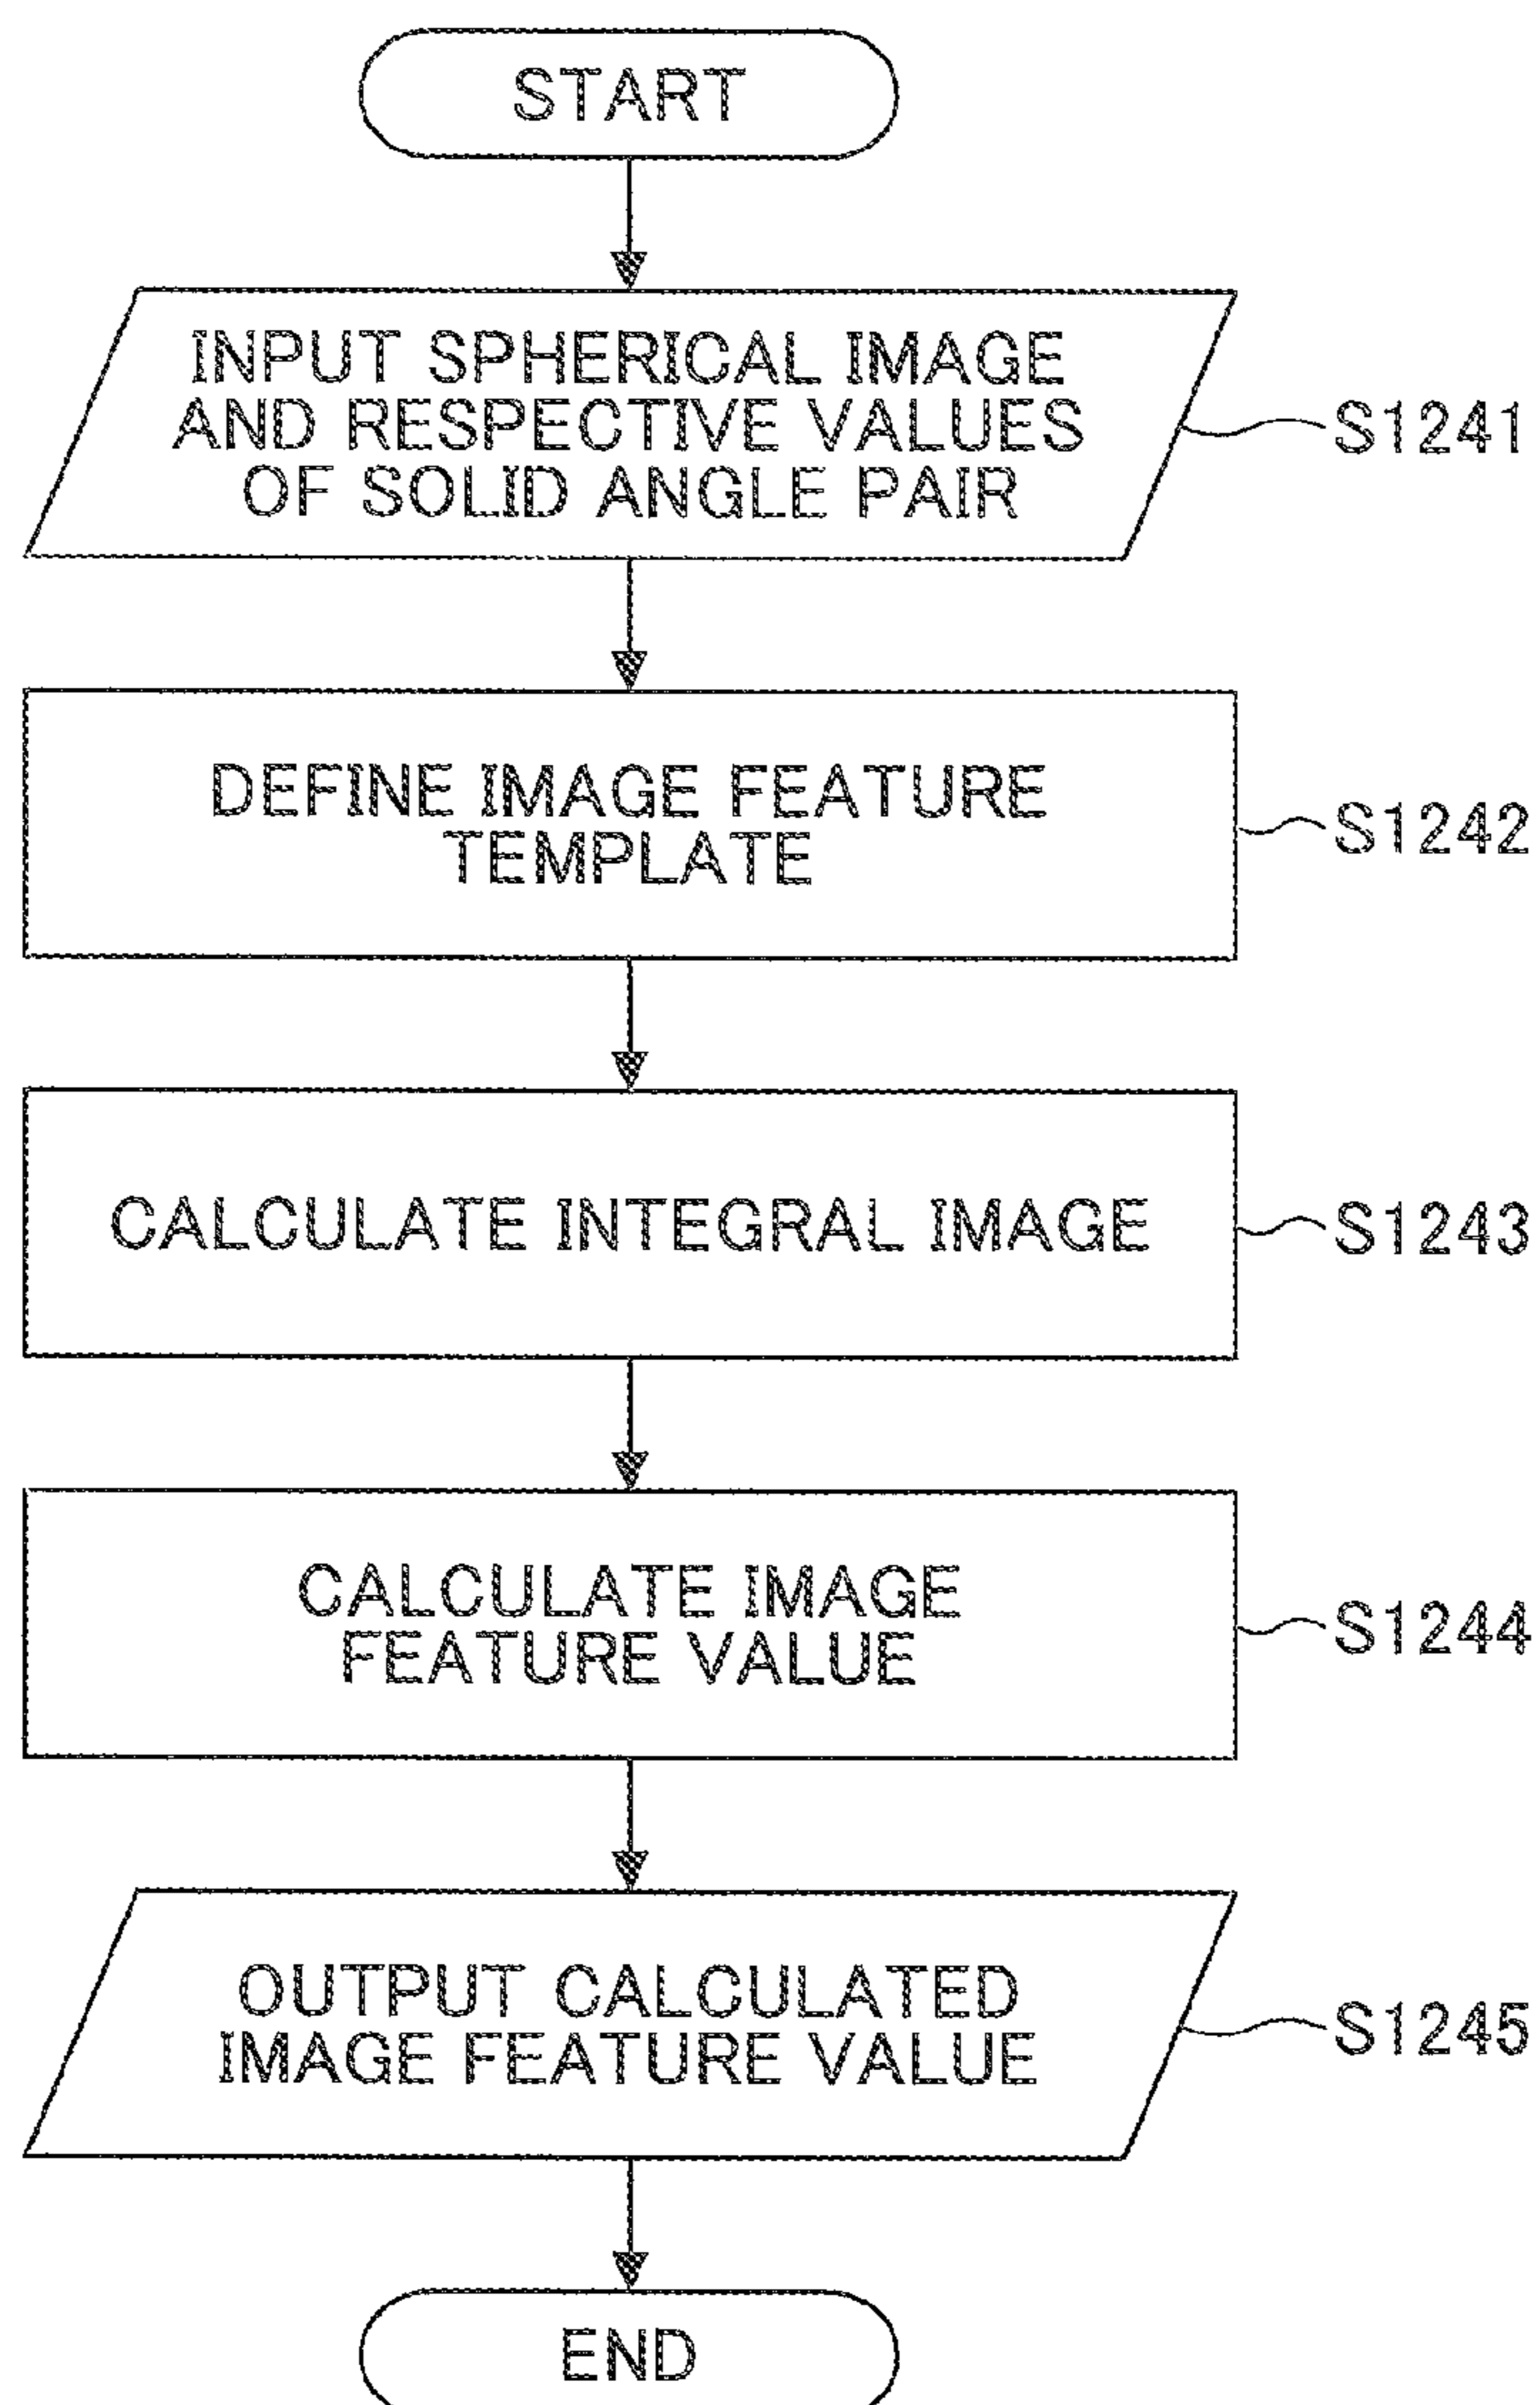 START
INPUT SPHERICAL IMAGE
AND RESPECTIVE VALUES
OF SOLID ANGLE PAIR
S1241
DEFINE IMAGE FEATURE
TEMPLATE
S1242
CALCULATE INTEGRAL IMAGE
S1243
CALCULATE IMAGE
FEATURE VALUE
S1244
OUTPUT CALCULATED
IMAGE FEATURE VALUE
S1245
END